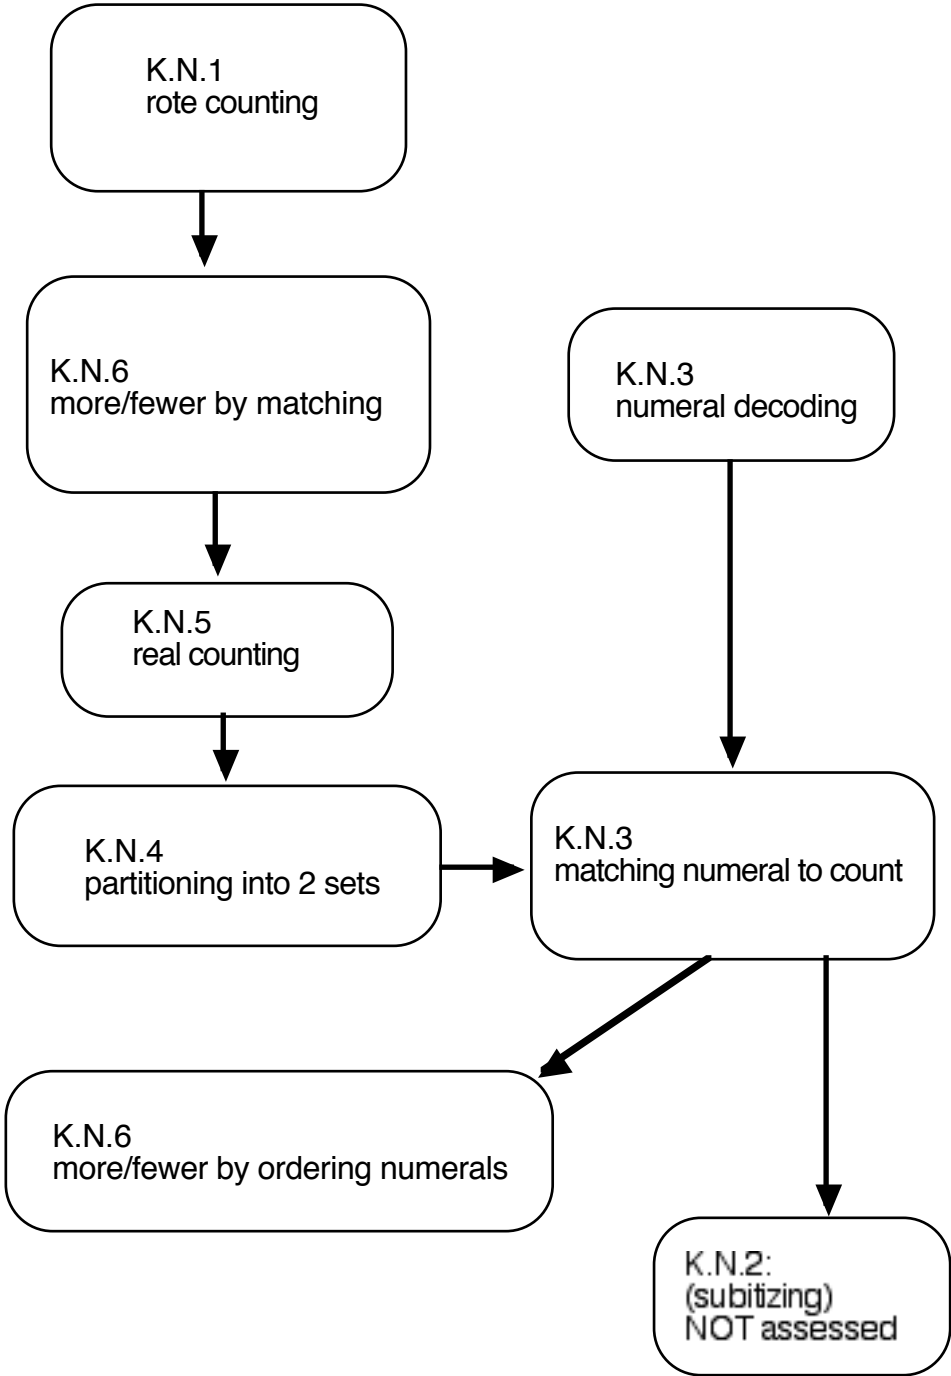 K.N.1
rote counting
K.N.6
more/fewer by matching
K.N.3
numeral decoding
K.N.5
real counting
K.N.4
partitioning into 2 sets
K.N.3
matching numeral to count
K.N.6
more/fewer by ordering numerals
K.N.2:
(subitizing)
NOT assessed